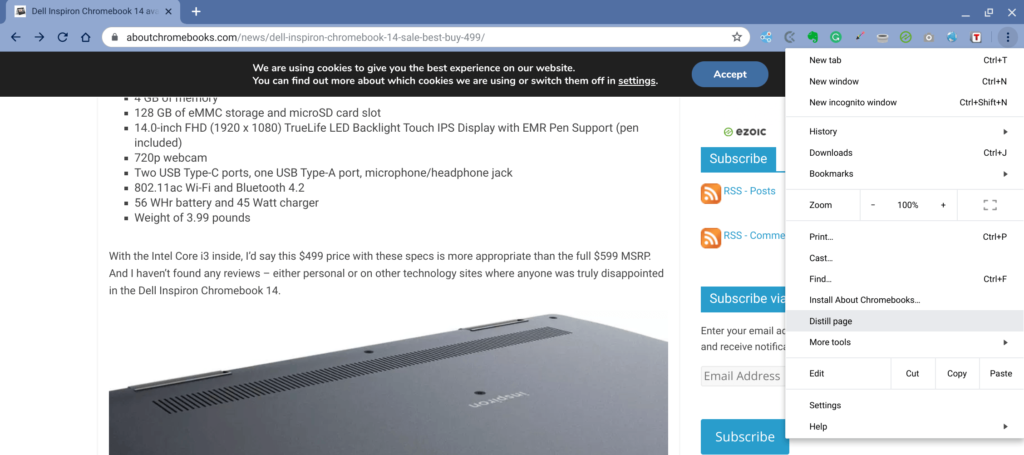 Dell Inspiron Chromebook 14 ava
aboutchromebooks.com/news/dell-inspiron-chromebook-14-sale-best-buy-499/
We are using cookies to give you the best experience on our website.
You can find out more about which cookies we are using or switch them off in settings.
Accept
4 GB of memory
128 GB of eMMC storage and microSD card slot
14.0-inch FHD (1920 x 1080) TrueLife LED Backlight Touch IPS Display with EMR Pen Support (pen
included)
720p webcam
Two USB Type-C ports, one USB Type-A port, microphone/headphone jack
802.11ac Wi-Fi and Bluetooth 4.2
56 WHr battery and 45 Watt charger
Weight of 3.99 pounds
With the Intel Core i3 inside, I'd say this $499 price with these specs is more appropriate than the full $599 MSRP.
And I haven't found any reviews – either personal or on other technology sites where anyone was truly disappointed
in the Dell Inspiron Chromebook 14.
inspiron
ezoic
Subscribe
RSS - Posts
RSS - Comme
Subscribe via
Enter your email ad
and receive notifica
Email Address
Subscribe
New tab Ctrl+T
New window Ctrl+N
New incognito window Ctrl+Shift+N
History
Downloads Ctrl+J
Bookmarks
Zoom - 100% +
Print... Ctrl+P
Cast...
Find... Ctrl+F
Install About Chromebooks...
Distill page
More tools
Edit Cut Copy Paste
Settings
Help